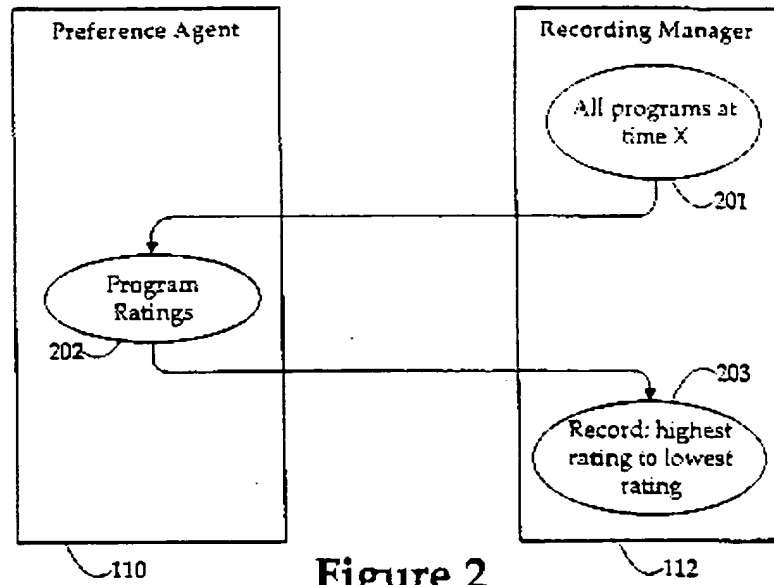 Preference Agent
Recording Manager
All programs at
time X
201
Program
Ratings
202
203
Record: highest
rating to lowest
rating
110
Figure 2
112